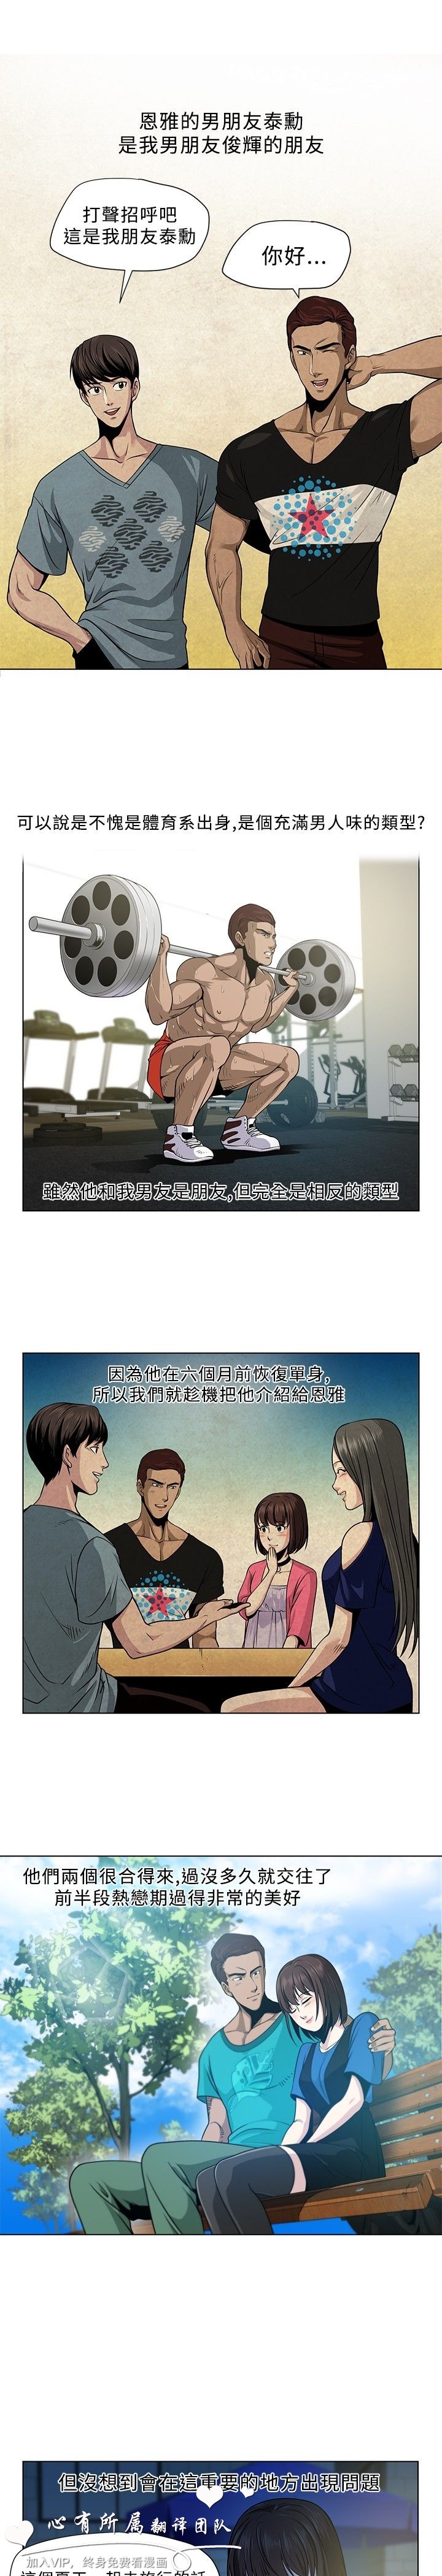 恩雅的男朋友泰勳
是我男朋友俊輝的朋友
打聲招呼吧
這是我朋友泰勳
你好...
可以說是不愧是體育系出身,是個充滿男人味的類型?
雖然他和我男友是朋友,但完全是相反的類型
因為他在六個月前恢復單身,
所以我們就趁機把他介紹給恩雅
他們兩個很合得來,過沒多久就交往了
前半段熱戀期過得非常的美好
但沒想到會在這重要的地方出現問題
心有所属翻译团队
加入VIP，终身免费看漫画